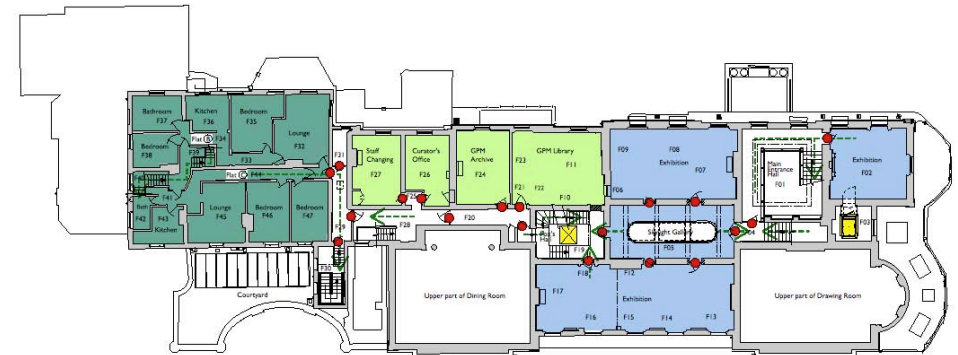 Bathroom
F37
Kitchen
F36
Bedroom
F35
Lounge
F32
Flat B
F34
Bedroom
F38
F39
F33
Flat C
F44
F41
F42
F43
Kitchen
Lounge
F45
Bedroom
F46
Bedroom
F47
F31
F29
F30
Courtyard
Staff
Changing
F27
Curator's
Office
F26
F25
F28
GPM
Archive
F24
F23
GPM Library
F11
F21
F22
F10
F20
F19
F18
Upper part of Dining Room
F09
F08
Exhibition
F07
F06
Skylight Gallery
F05
F04
F17
F12
Exhibition
F16
F15
F14
F13
Main
Entrance
Hall
F01
Exhibition
F02
F03
Upper part of Drawing Room